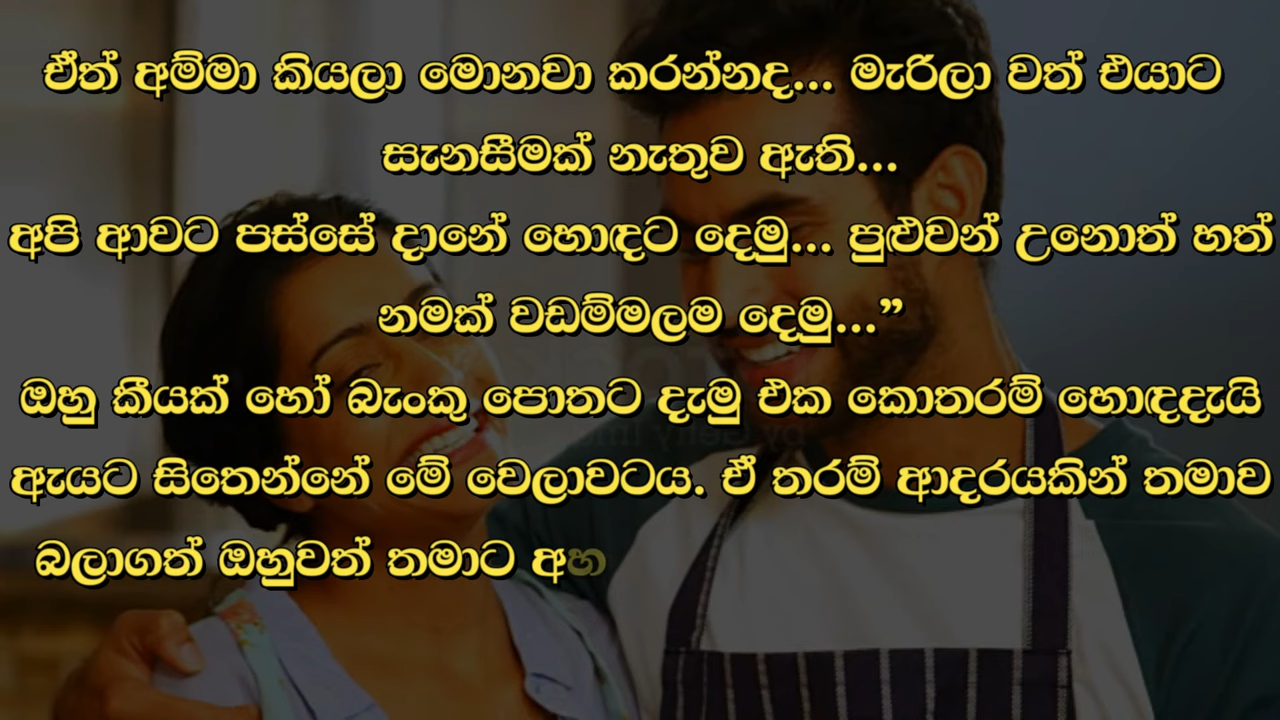 ඒත් අම්මා කියලා මොනවා කරන්නද... මැරිලා වත් එයාට
සැනසීමක් නැතුව ඇති...
අපි ආවට පස්සේ දානේ හොඳට දෙමු... පුළුවන් උනොත් හත්
නමක් වඩම්මලම දෙමු...”
ඔහු කීයක් හෝ බැංකු පොතට දැමු එක කොතරම් හොඳදැයි
ඇයට සිතෙන්නේ මේ වෙලාවටය. ඒ තරම් ආදරයකින් තමාව
බලාගත් ඔහුවත් තමාට අහ